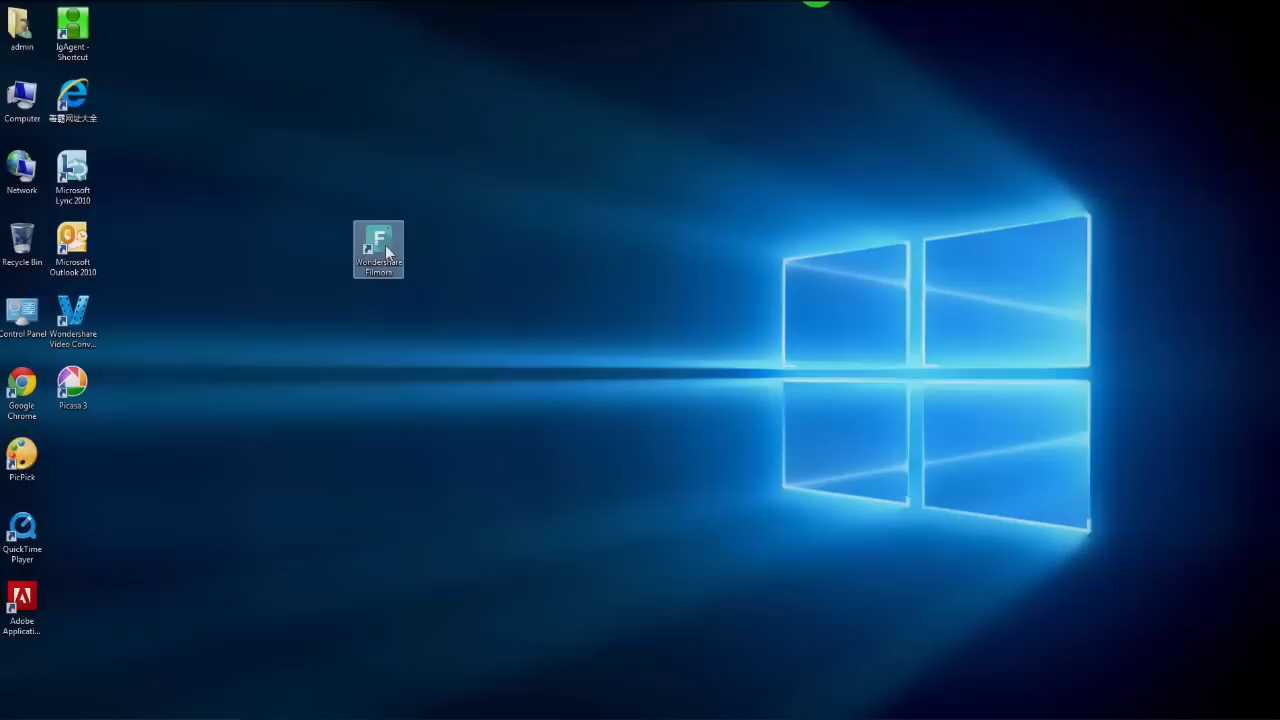 admin
IgAgent -
Shortcut
Computer
毒霸网址大全
Network
Microsoft
Lync 2010
Recycle Bin
Microsoft
Outlook 2010
F
Wondershare
Filmora
Control Panel
Wondershare
Video Conv...
Google
Chrome
Picasa 3
PicPick
QuickTime
Player
Adobe
Applicati...